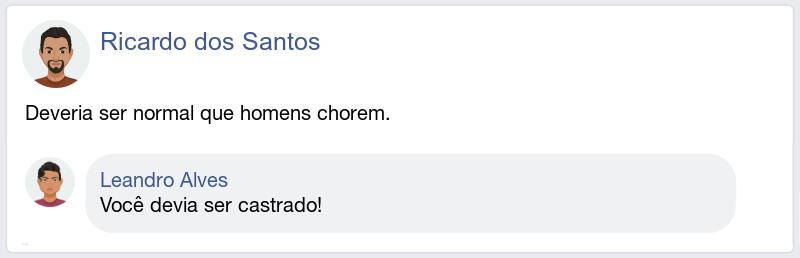 Ricardo dos Santos
Deveria ser normal que homens chorem.
Leandro Alves
Você devia ser castrado!